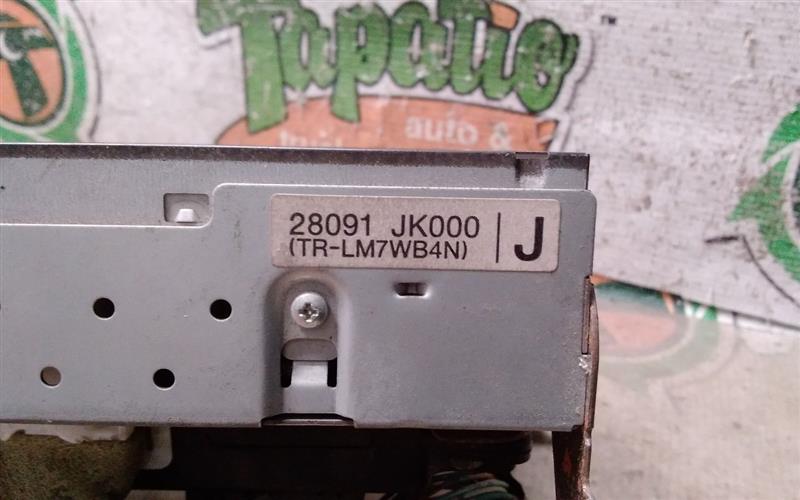 Tapatio
auto &
28091 JK000
(TR-LM7WB4N)
J